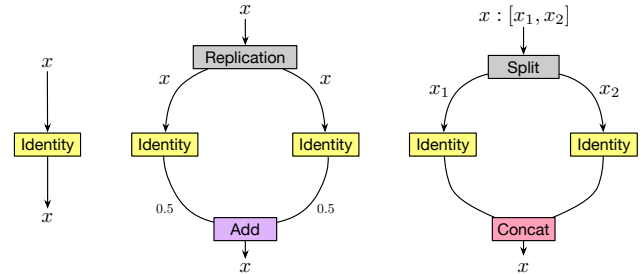 x
Identity
x
x
Replication
x x
Identity Identity
0.5 0.5
Add
x
x : [x₁, x₂]
Split
x₁ x₂
Identity Identity
Concat
x